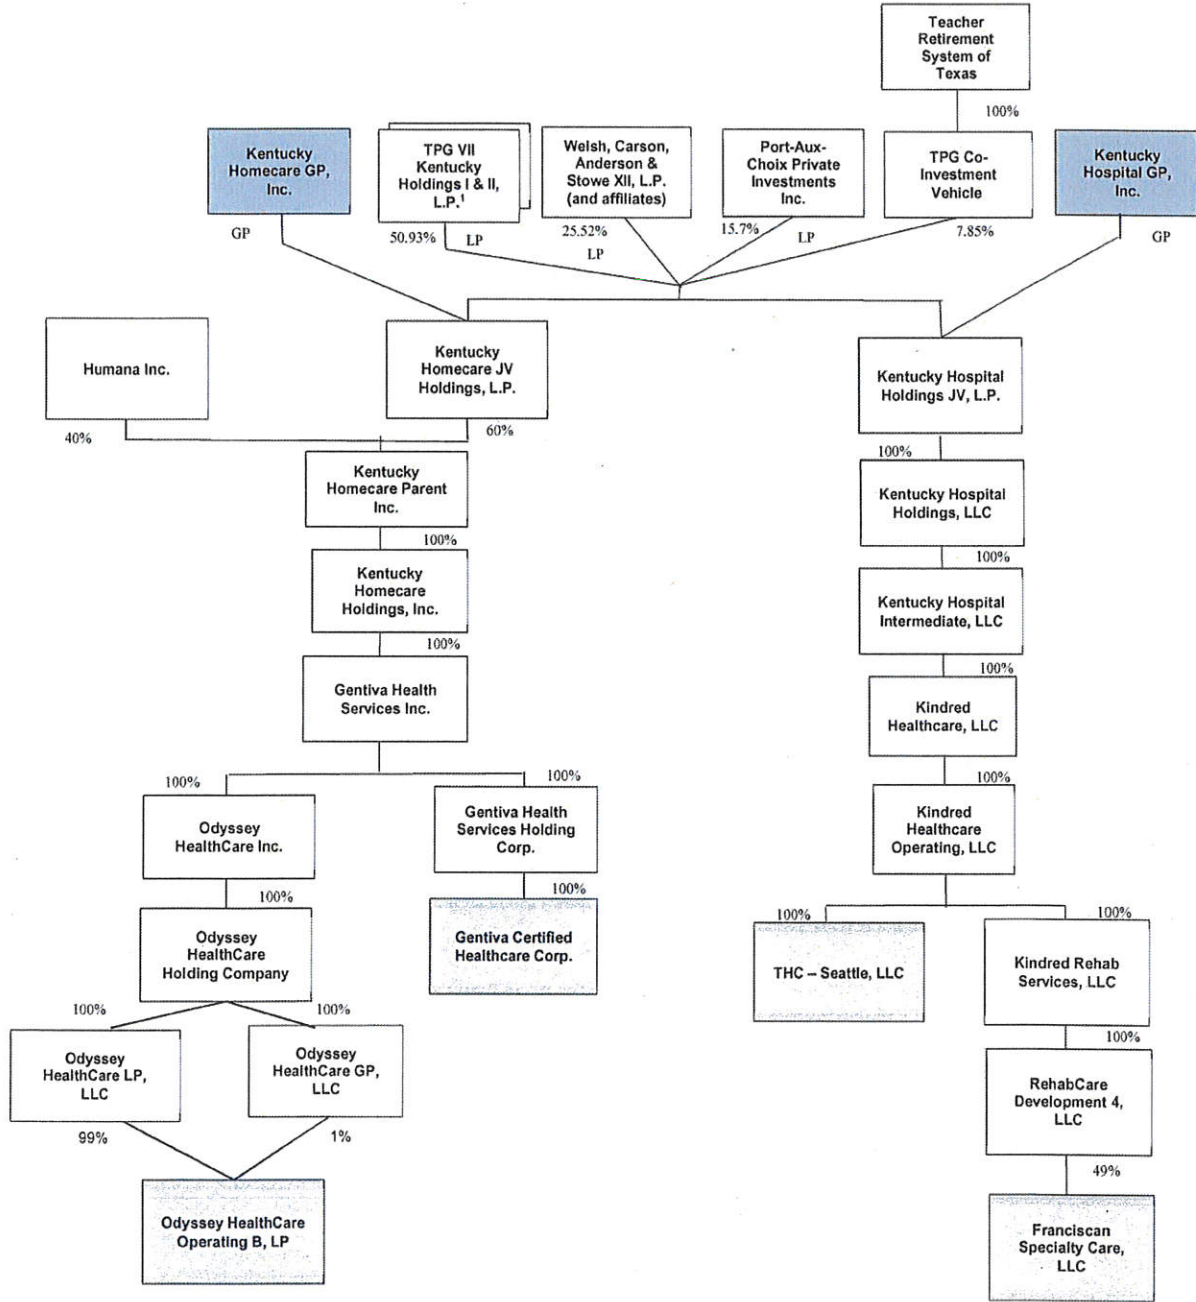 Teacher
Retirement
System of
Texas
100%
Kentucky
Homecare GP,
Inc.
TPG VII
Kentucky
Holdings I & II,
L.P.¹
Welsh, Carson,
Anderson &
Stowe XII, L.P.
(and affiliates)
Port-Aux-
Choix Private
Investments
Inc.
TPG Co-
Investment
Vehicle
Kentucky
Hospital GP,
Inc.
GP
50.93%
LP
25.52%
LP
15.7%
LP
7.85%
GP
Humana Inc.
Kentucky
Homecare JV
Holdings, L.P.
Kentucky Hospital
Holdings JV, L.P.
40%
60%
100%
Kentucky
Homecare Parent
Inc.
Kentucky Hospital
Holdings, LLC
100%
100%
Kentucky
Homecare
Holdings, Inc.
Kentucky Hospital
Intermediate, LLC
100%
100%
Gentiva Health
Services Inc.
Kindred
Healthcare, LLC
100%
100%
100%
Odyssey
HealthCare Inc.
Gentiva Health
Services Holding
Corp.
Kindred
Healthcare
Operating, LLC
100%
100%
100%
100%
Odyssey
HealthCare
Holding Company
Gentiva Certified
Healthcare Corp.
THC – Seattle, LLC
Kindred Rehab
Services, LLC
100%
100%
100%
Odyssey
HealthCare LP,
LLC
Odyssey
HealthCare GP,
LLC
RehabCare
Development 4,
LLC
99%
1%
49%
Odyssey HealthCare
Operating B, LP
Franciscan
Specialty Care,
LLC